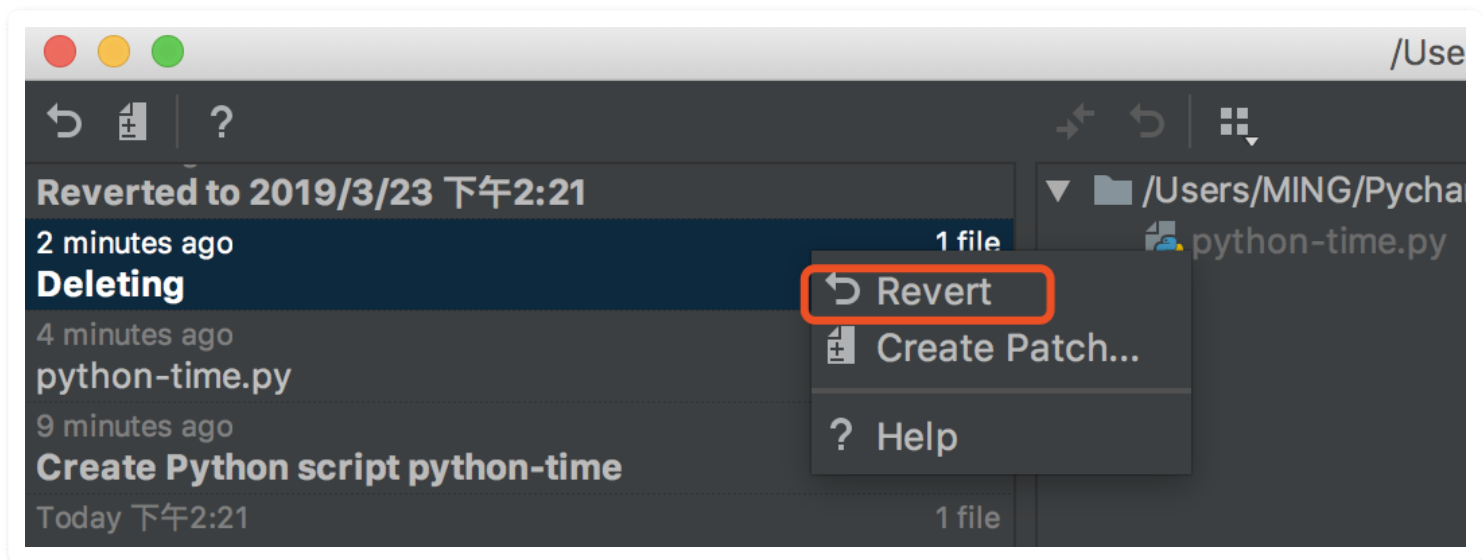 /Use
?
Reverted to 2019/3/23 下午2:21
2 minutes ago 1 file
Deleting
4 minutes ago
python-time.py
9 minutes ago
Create Python script python-time
Today 下午2:21 1 file
/Users/MING/Pycha
python-time.py
Revert
Create Patch...
? Help